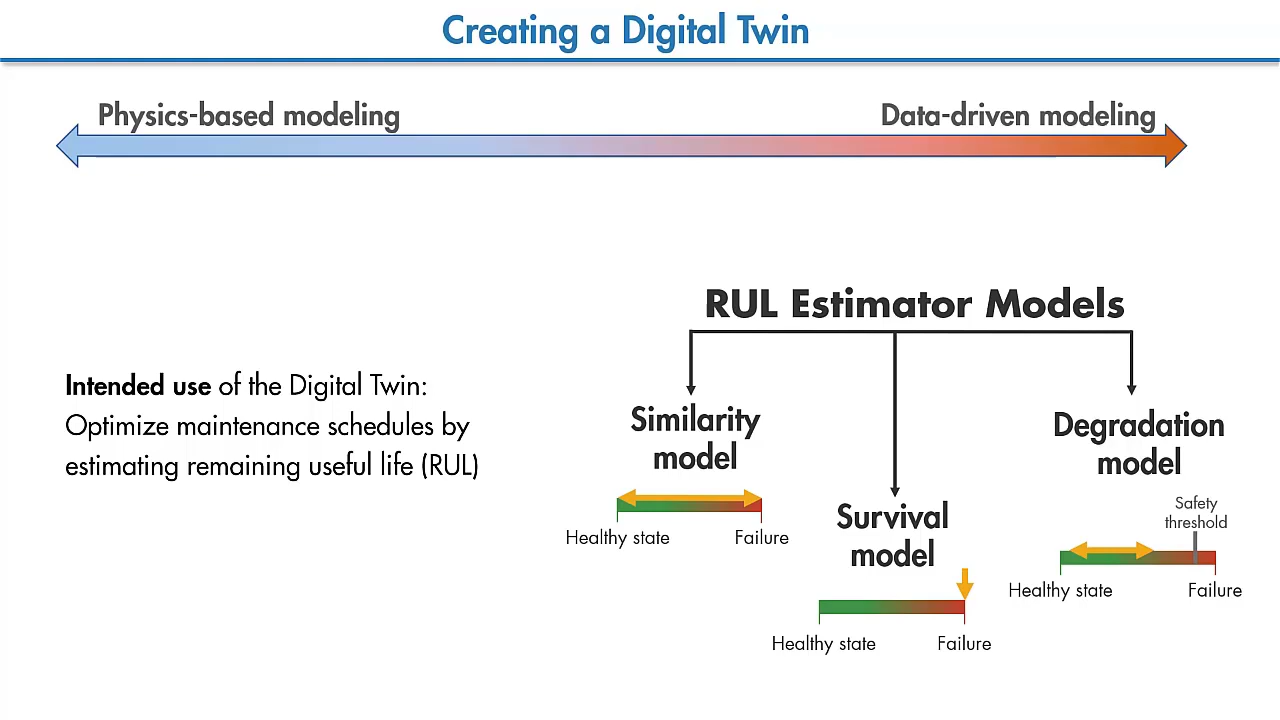 Creating a Digital Twin
Physics-based modeling
Data-driven modeling
RUL Estimator Models
Intended use of the Digital Twin:
Optimize maintenance schedules by
estimating remaining useful life (RUL)
Similarity
model
Healthy state
Failure
Survival
model
Healthy state
Failure
Degradation
model
Safety
threshold
Healthy state
Failure